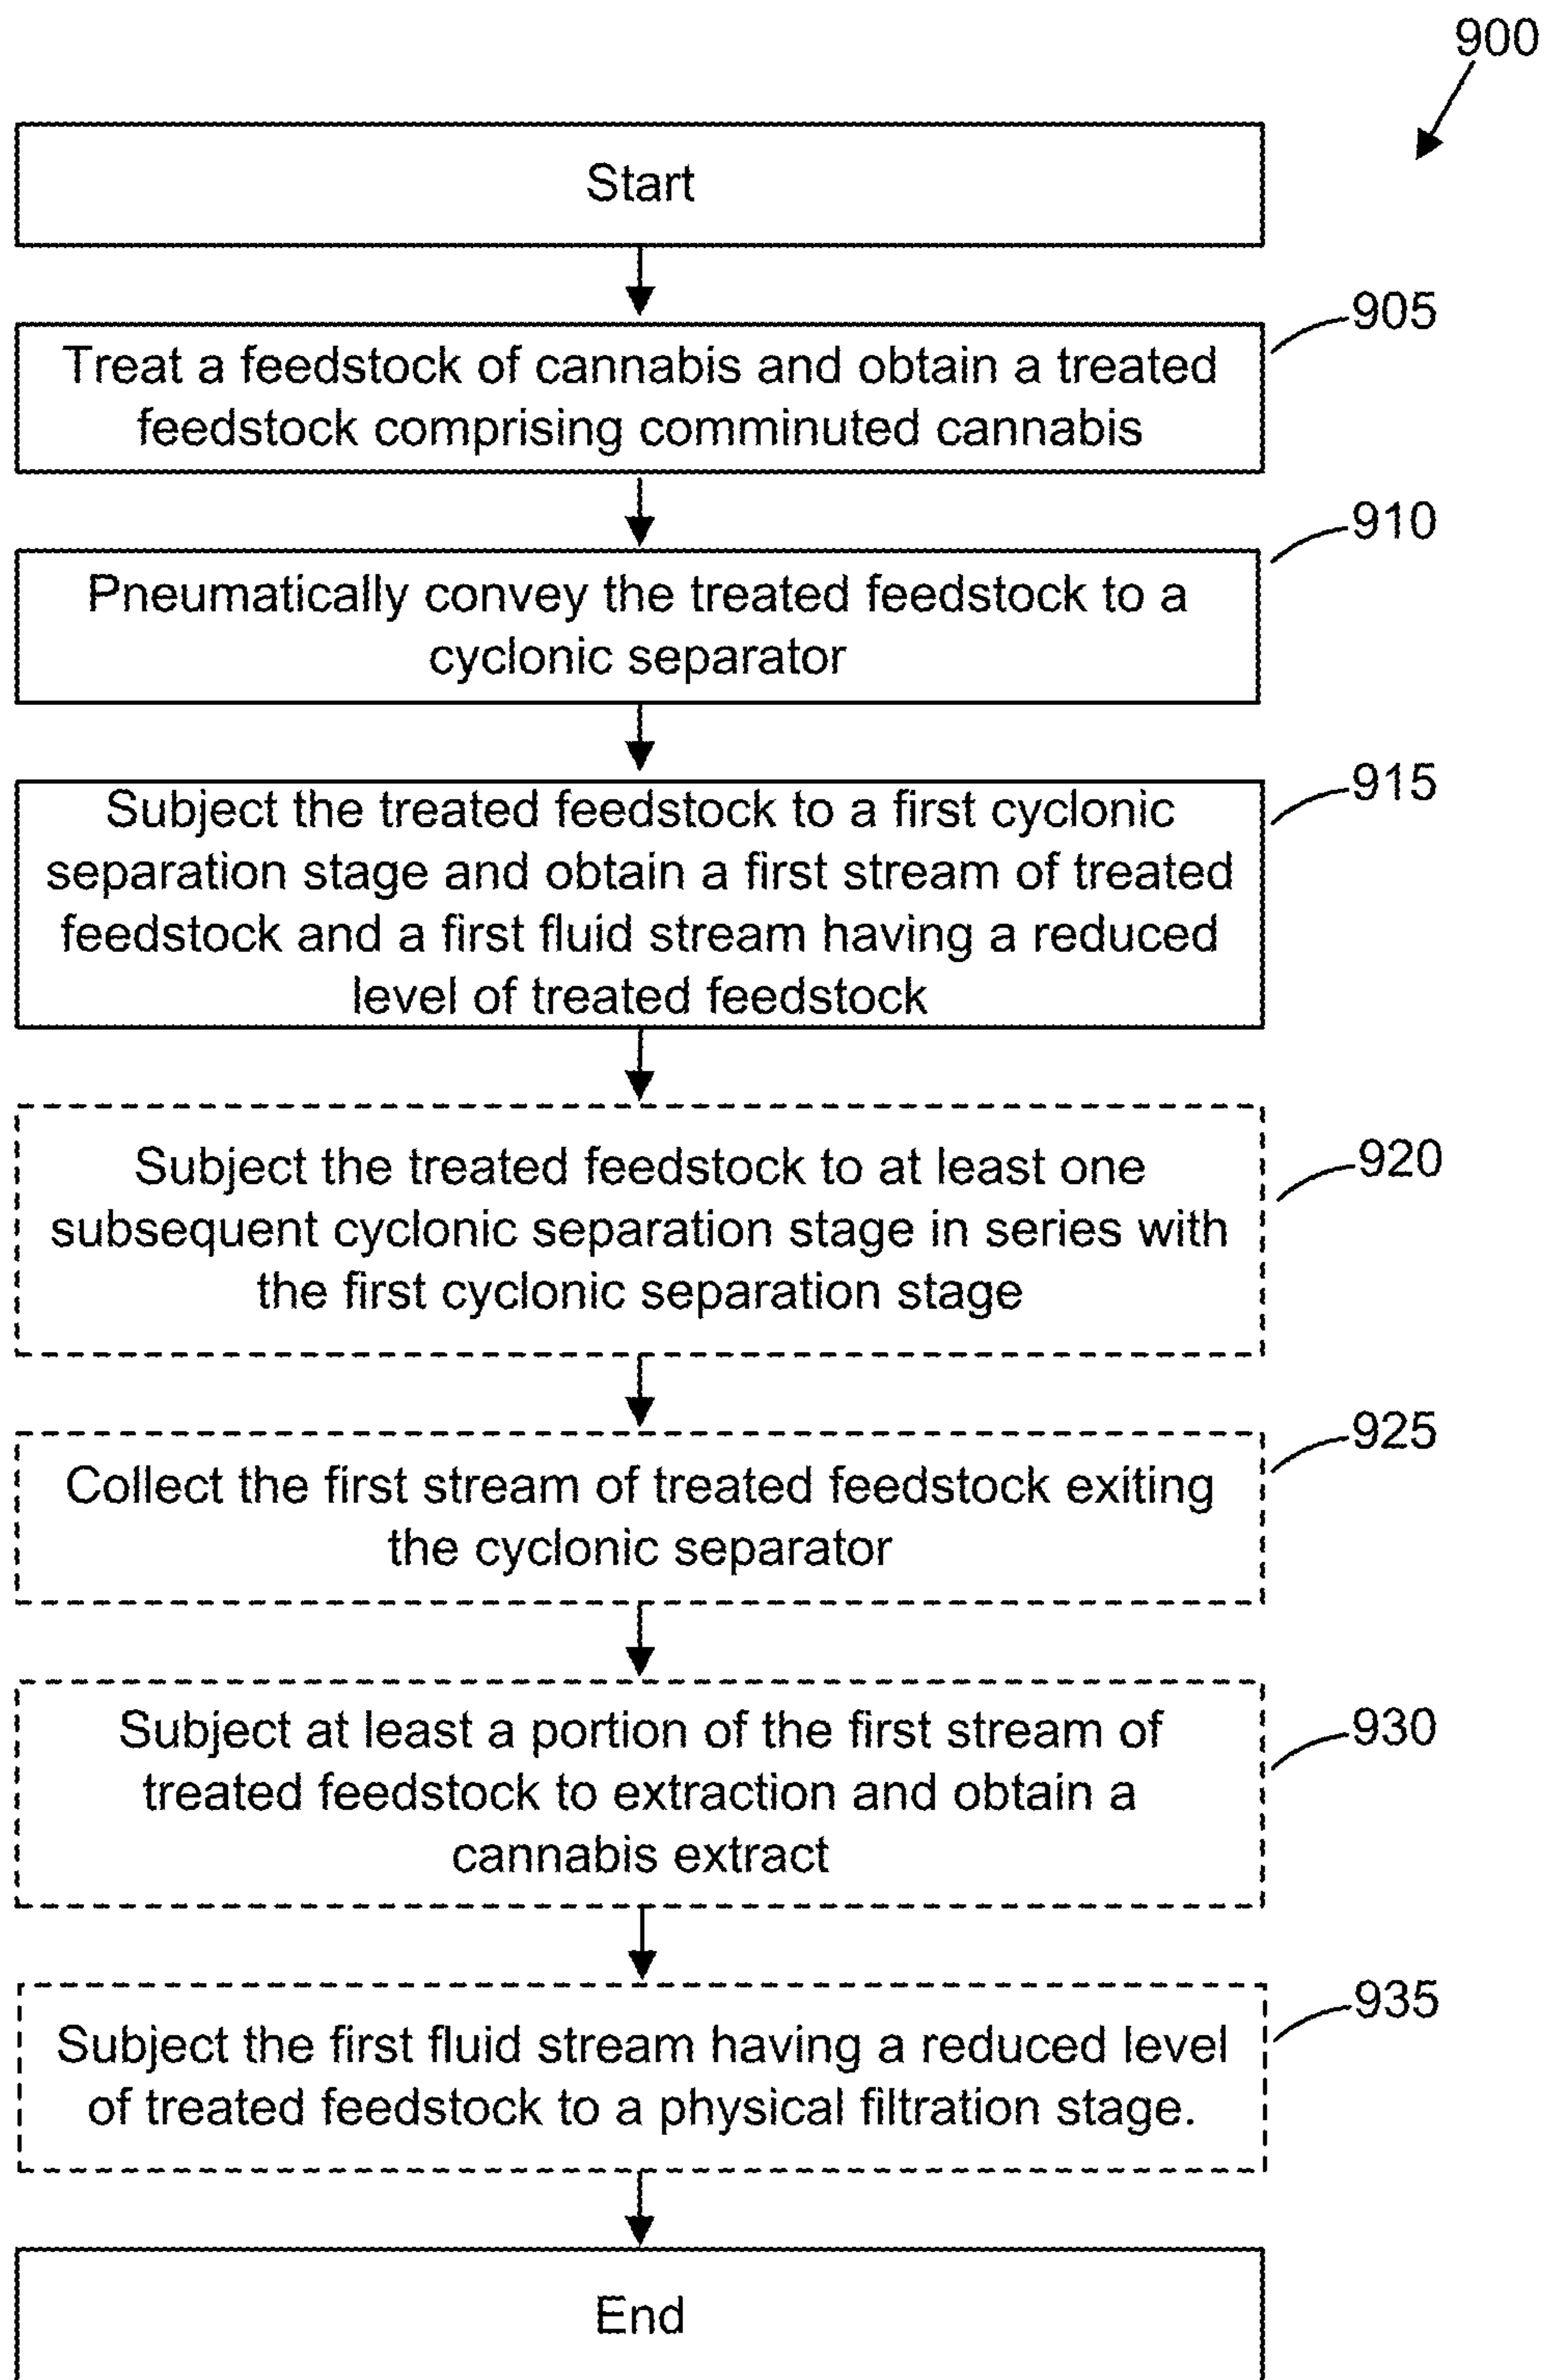 900
Start
905
Treat a feedstock of cannabis and obtain a treated
feedstock comprising comminuted cannabis
910
Pneumatically convey the treated feedstock to a
cyclonic separator
915
Subject the treated feedstock to a first cyclonic
separation stage and obtain a first stream of treated
feedstock and a first fluid stream having a reduced
level of treated feedstock
920
Subject the treated feedstock to at least one
subsequent cyclonic separation stage in series with
the first cyclonic separation stage
925
Collect the first stream of treated feedstock exiting
the cyclonic separator
930
Subject at least a portion of the first stream of
treated feedstock to extraction and obtain a
cannabis extract
935
Subject the first fluid stream having a reduced level
of treated feedstock to a physical filtration stage.
End